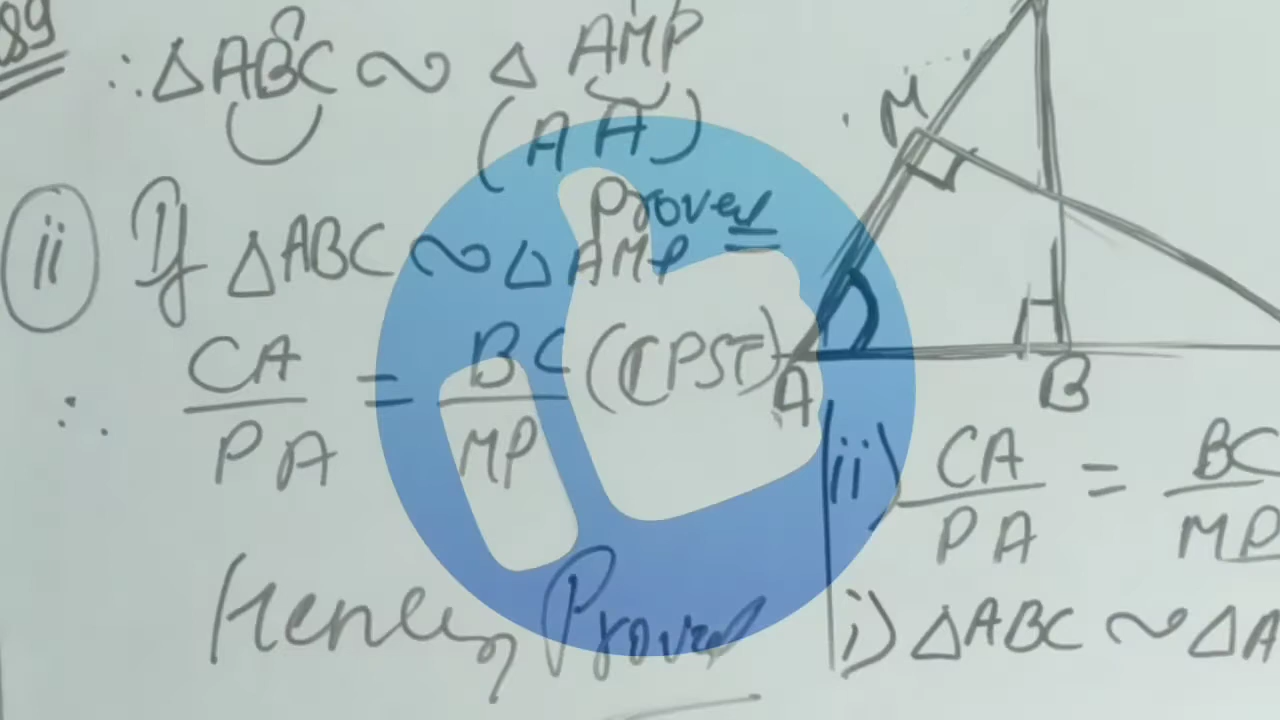 89
∴ △ABC ∼ △AMP
(AA)
Proved
ii If △ABC ∼ △AMP
∴ CA/PA = BC/MP (CPST)
Hence, Proved
M
A
B
ii) CA/PA = BC/MP
i) △ABC ∼ △A